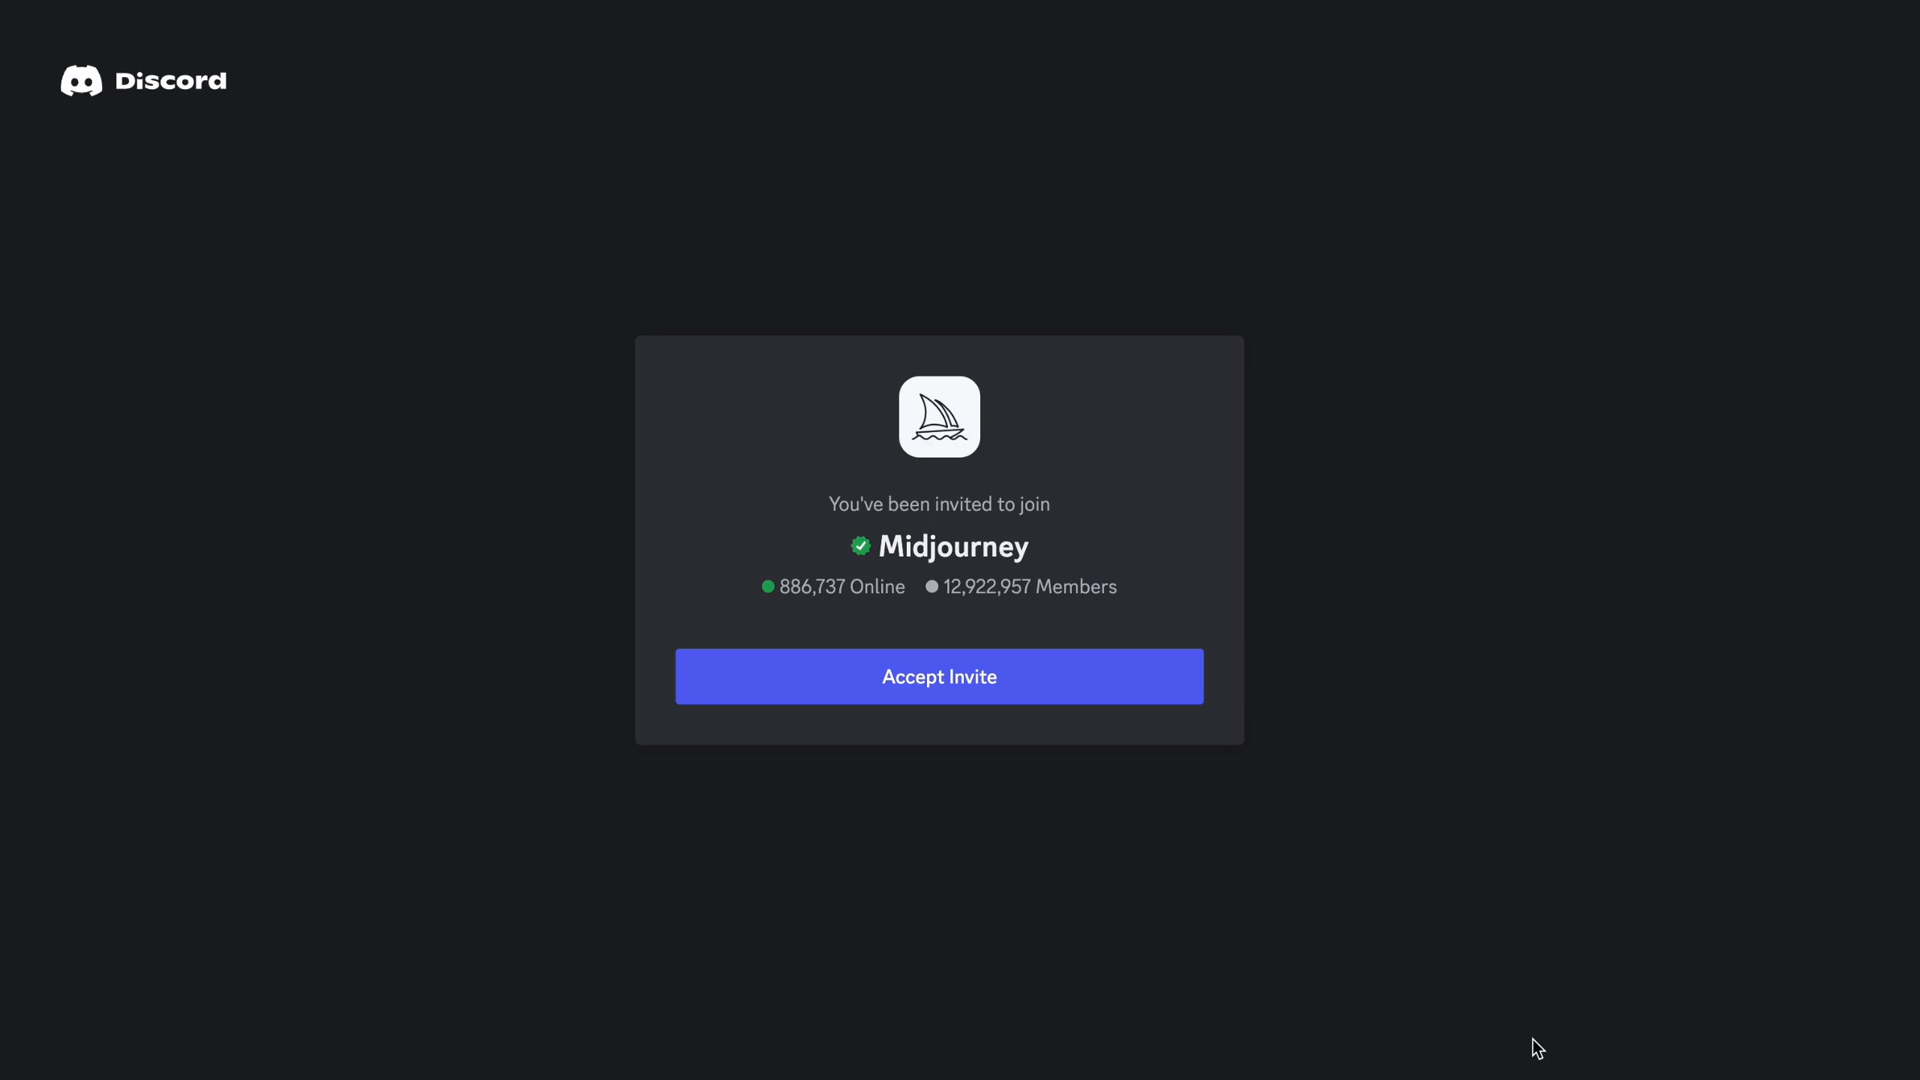 Discord
You've been invited to join
Midjourney
886,737 Online 12,922,957 Members
Accept Invite